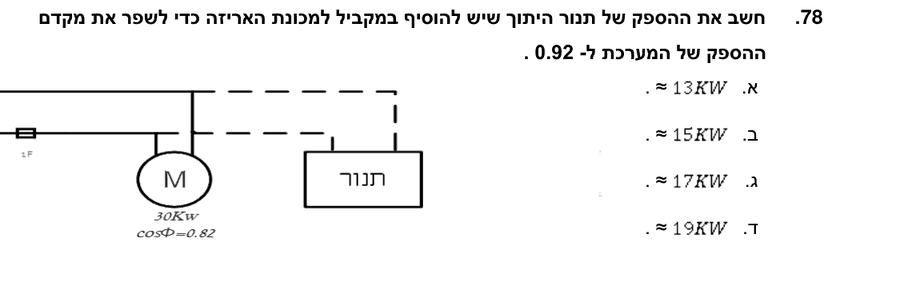 78. חשב את ההספק של תנור היתוך שיש להוסיף במקביל למכונת האריזה כדי לשפר את מקדם
ההספק של המערכת ל- 0.92 .
א. ≈ 13KW .
ב. ≈ 15KW .
ג. ≈ 17KW .
ד. ≈ 19KW .
1F
M
תנור
30Kw
cosΦ=0.82